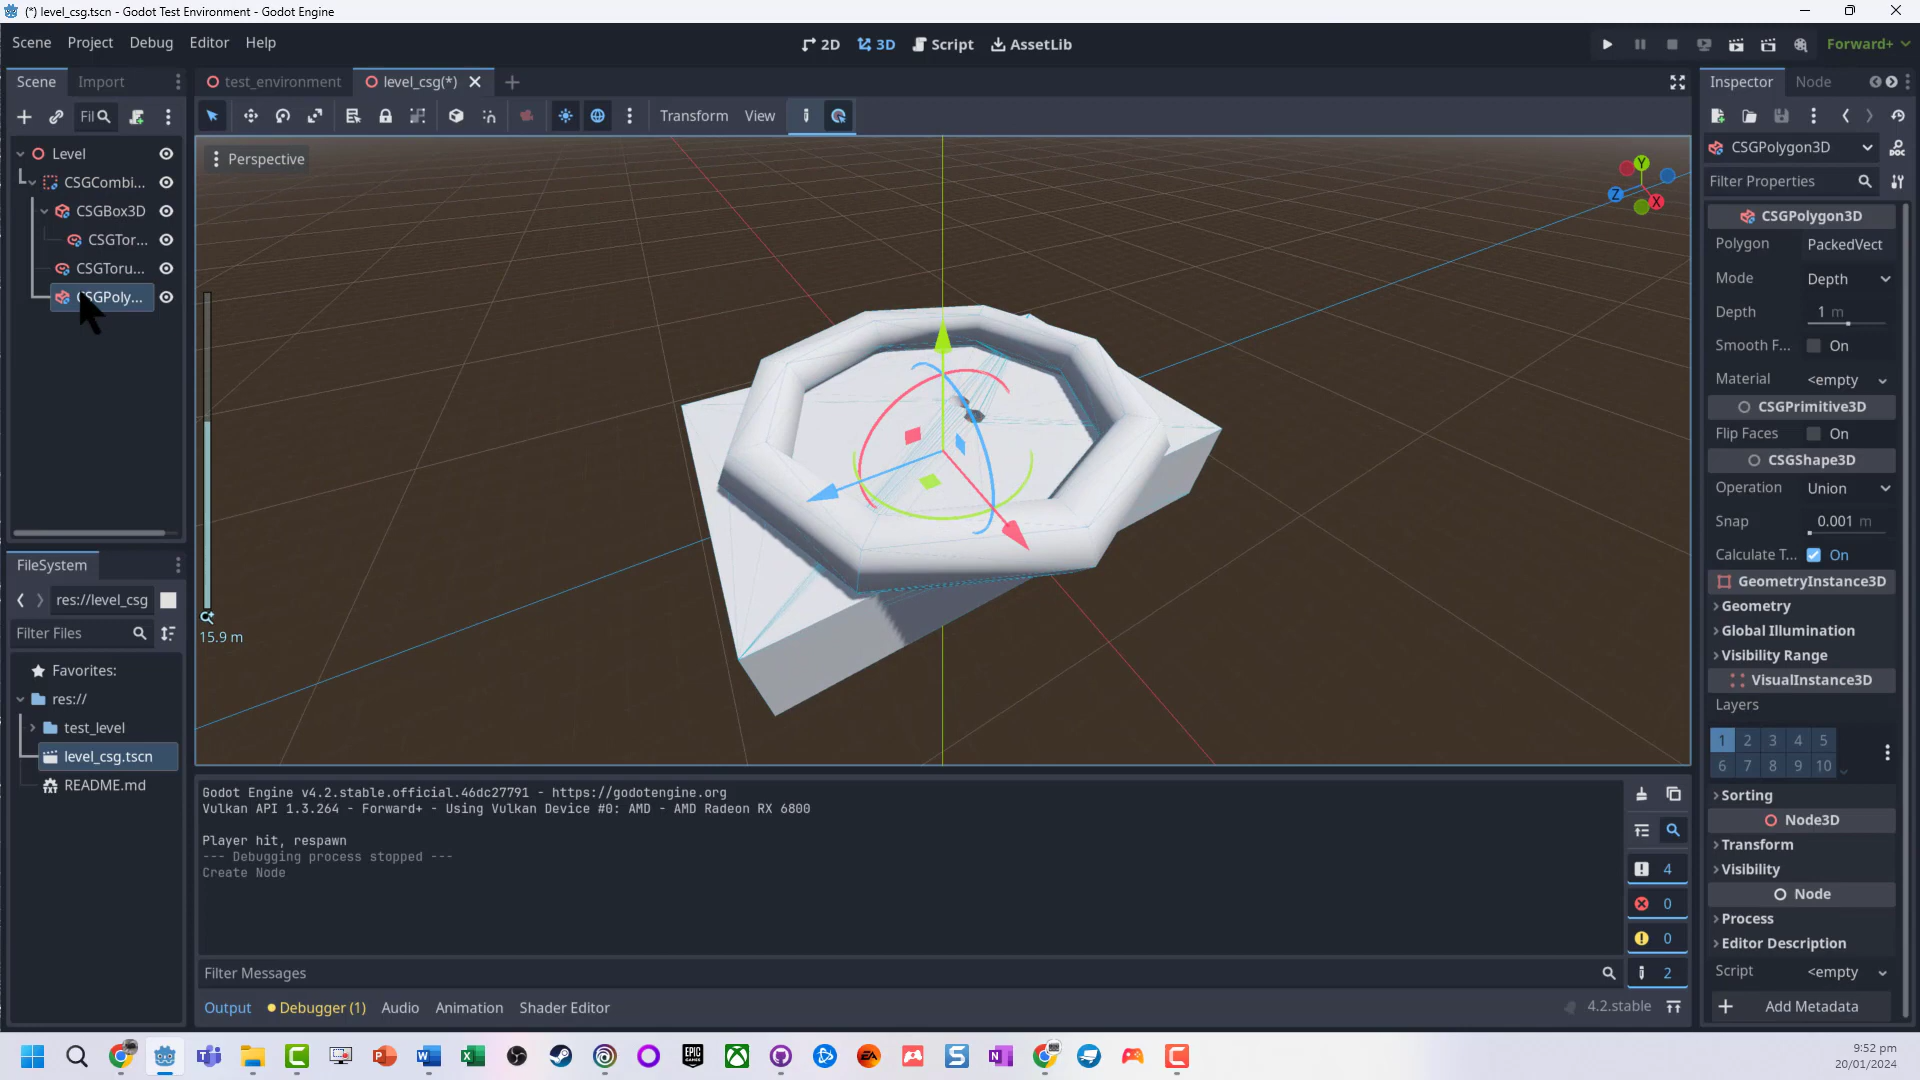 (*) level_csg.tscn - Godot Test Environment - Godot Engine
Scene Project Debug Editor Help
2D 3D Script AssetLib
Forward+
Scene Import
test_environment level_csg(*)
Inspector Node
Fil
Transform View
Perspective
Y
Z
X
Level
CSGCombi...
CSGBox3D
CSGTor...
CSGToru...
CSGPoly...
15.9 m
FileSystem
res://level_csg
Filter Files
Favorites:
res://
test_level
level_csg.tscn
README.md
Godot Engine v4.2.stable.official.46dc27791 - https://godotengine.org
Vulkan API 1.3.264 - Forward+ - Using Vulkan Device #0: AMD - AMD Radeon RX 6800
Player hit, respawn
--- Debugging process stopped ---
Create Node
4
0
0
2
Filter Messages
Output Debugger (1) Audio Animation Shader Editor
4.2.stable
CSGPolygon3D
Filter Properties
CSGPolygon3D
Polygon PackedVect
Mode Depth
Depth 1 m
Smooth F... On
Material <empty>
CSGPrimitive3D
Flip Faces On
CSGShape3D
Operation Union
Snap 0.001 m
Calculate T... On
GeometryInstance3D
Geometry
Global Illumination
Visibility Range
VisualInstance3D
Layers
1 2 3 4 5
6 7 8 9 10
Sorting
Node3D
Transform
Visibility
Node
Process
Editor Description
Script <empty>
Add Metadata
EPIC GAMES
9:52 pm
20/01/2024